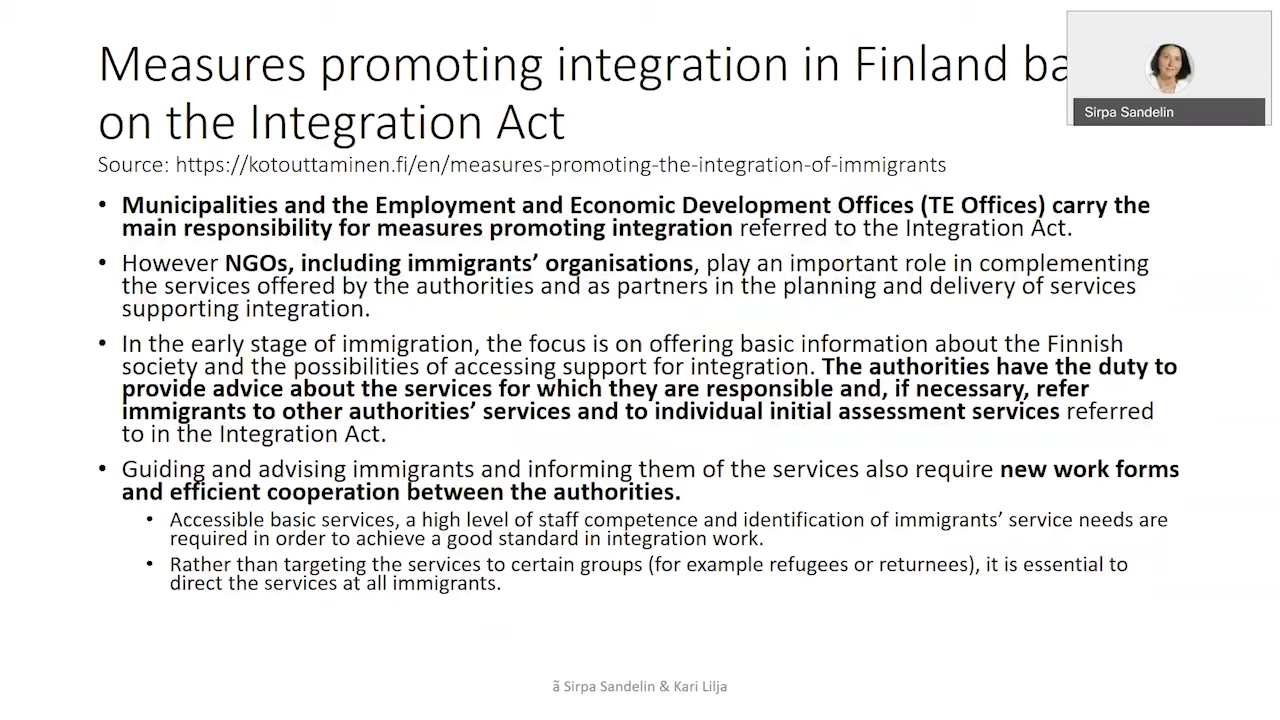 Measures promoting integration in Finland ba
on the Integration Act
Source: https://kotouttaminen.fi/en/measures-promoting-the-integration-of-immigrants
• Municipalities and the Employment and Economic Development Offices (TE Offices) carry the
main responsibility for measures promoting integration referred to the Integration Act.
• However NGOs, including immigrants’ organisations, play an important role in complementing
the services offered by the authorities and as partners in the planning and delivery of services
supporting integration.
• In the early stage of immigration, the focus is on offering basic information about the Finnish
society and the possibilities of accessing support for integration. The authorities have the duty to
provide advice about the services for which they are responsible and, if necessary, refer
immigrants to other authorities’ services and to individual initial assessment services referred
to in the Integration Act.
• Guiding and advising immigrants and informing them of the services also require new work forms
and efficient cooperation between the authorities.
• Accessible basic services, a high level of staff competence and identification of immigrants’ service needs are
required in order to achieve a good standard in integration work.
• Rather than targeting the services to certain groups (for example refugees or returnees), it is essential to
direct the services at all immigrants.
ã Sirpa Sandelin & Kari Lilja
Sirpa Sandelin